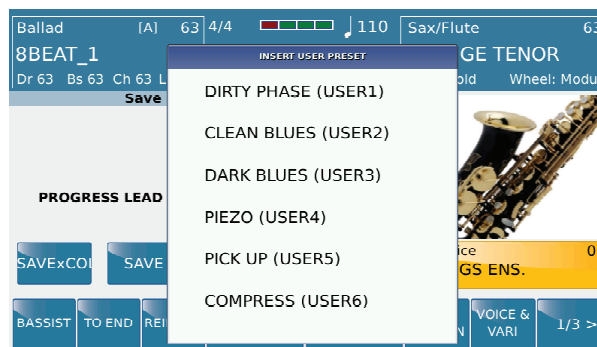 Ballad [A] 63 4/4 110 Sax/Flute
8BEAT_1 GE TENOR
Dr 63 Bs 63 Ch 63 L old Wheel: Modu
INSERT USER PRESET
Save
DIRTY PHASE (USER1)
CLEAN BLUES (USER2)
DARK BLUES (USER3)
PROGRESS LEAD
PIEZO (USER4)
PICK UP (USER5)
COMPRESS (USER6)
SAVExCOL SAVE
ice 0
GS ENS.
BASSIST TO END REI N VOICE & VARI 1/3 >